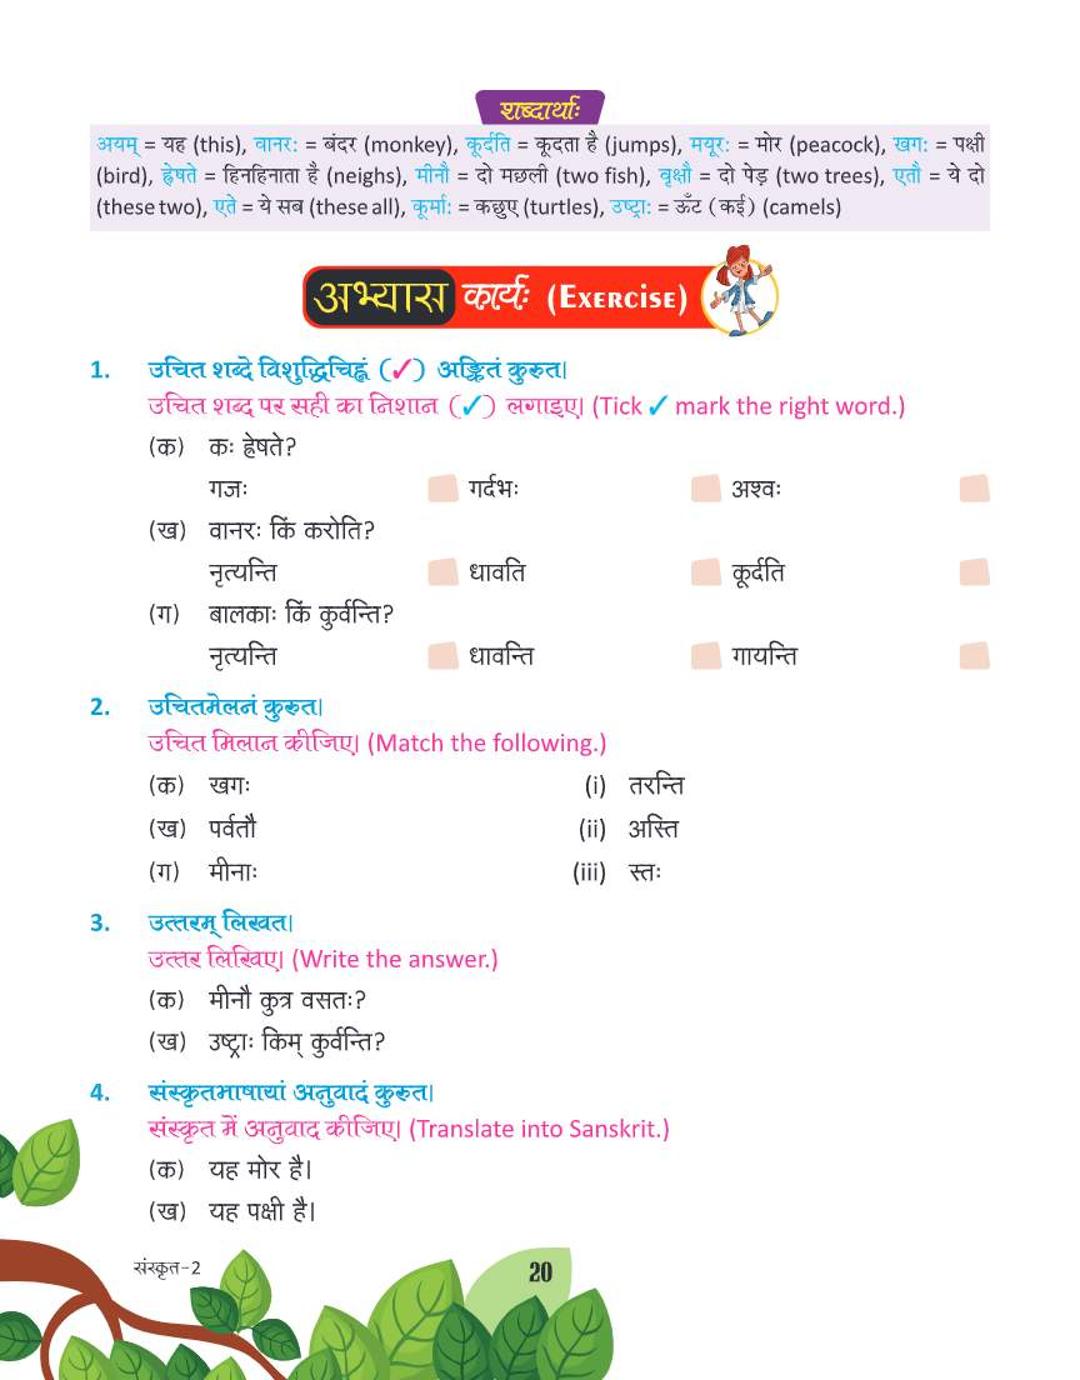 शब्दार्थाः
अयम् = यह (this), वानर: = बंदर (monkey), कूर्दति = कूदता है (jumps), मयूर: = मोर (peacock), खग: = पक्षी
(bird), ह्रेषते = हिनहिनाता है (neighs), मीनौ = दो मछली (two fish), वृक्षौ = दो पेड़ (two trees), एतौ = ये दो
(these two), एते = ये सब (these all), कूर्मा: = कछुए (turtles), उष्ट्रा: = ऊँट (कई) (camels)
अभ्यास कार्यः (Exercise)
1. उचित शब्दे विशुद्धिचिह्नं (✓) अङ्कितं कुरुत।
उचित शब्द पर सही का निशान (✓) लगाइए। (Tick ✓ mark the right word.)
(क) कः ह्रेषते?
गजः गर्दभः अश्वः
(ख) वानरः किं करोति?
नृत्यन्ति धावति कूर्दति
(ग) बालकाः किं कुर्वन्ति?
नृत्यन्ति धावन्ति गायन्ति
2. उचितमेलनं कुरुत।
उचित मिलान कीजिए। (Match the following.)
(क) खगः (i) तरन्ति
(ख) पर्वतौ (ii) अस्ति
(ग) मीनाः (iii) स्तः
3. उत्तरम् लिखत।
उत्तर लिखिए। (Write the answer.)
(क) मीनौ कुत्र वसतः?
(ख) उष्ट्राः किम् कुर्वन्ति?
4. संस्कृतभाषायां अनुवादं कुरुत।
संस्कृत में अनुवाद कीजिए। (Translate into Sanskrit.)
(क) यह मोर है।
(ख) यह पक्षी है।
संस्कृत-2 20